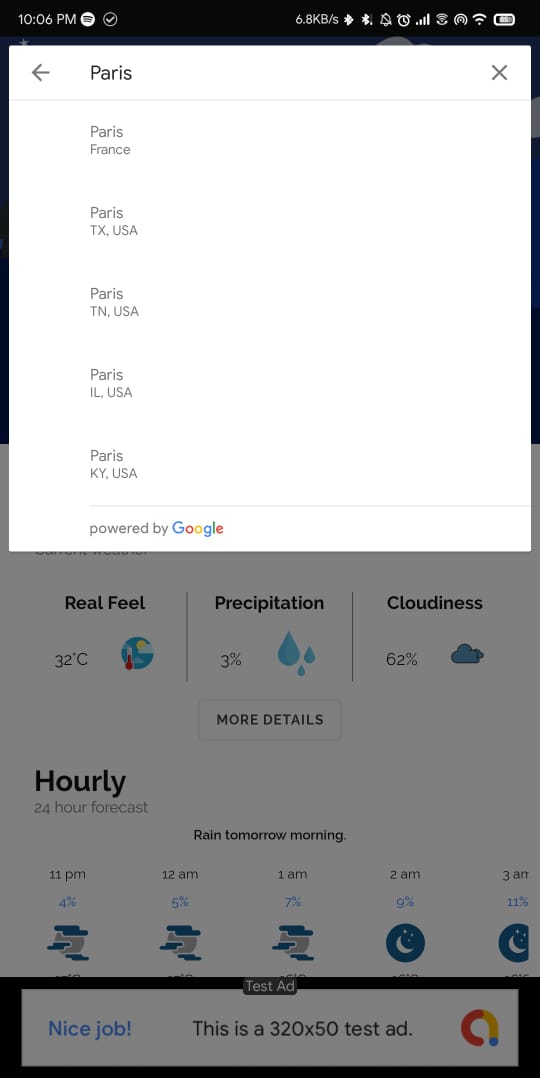 10:06 PM
6.8KB/s
Paris
Paris
France
Paris
TX, USA
Paris
TN, USA
Paris
IL, USA
Paris
KY, USA
powered by Google
Current weather
Real Feel
Precipitation
Cloudiness
32°C
3%
62%
MORE DETAILS
Hourly
24 hour forecast
Rain tomorrow morning.
11 pm
12 am
1 am
2 am
3 am
4%
5%
7%
9%
11%
Test Ad
Nice job!
This is a 320x50 test ad.